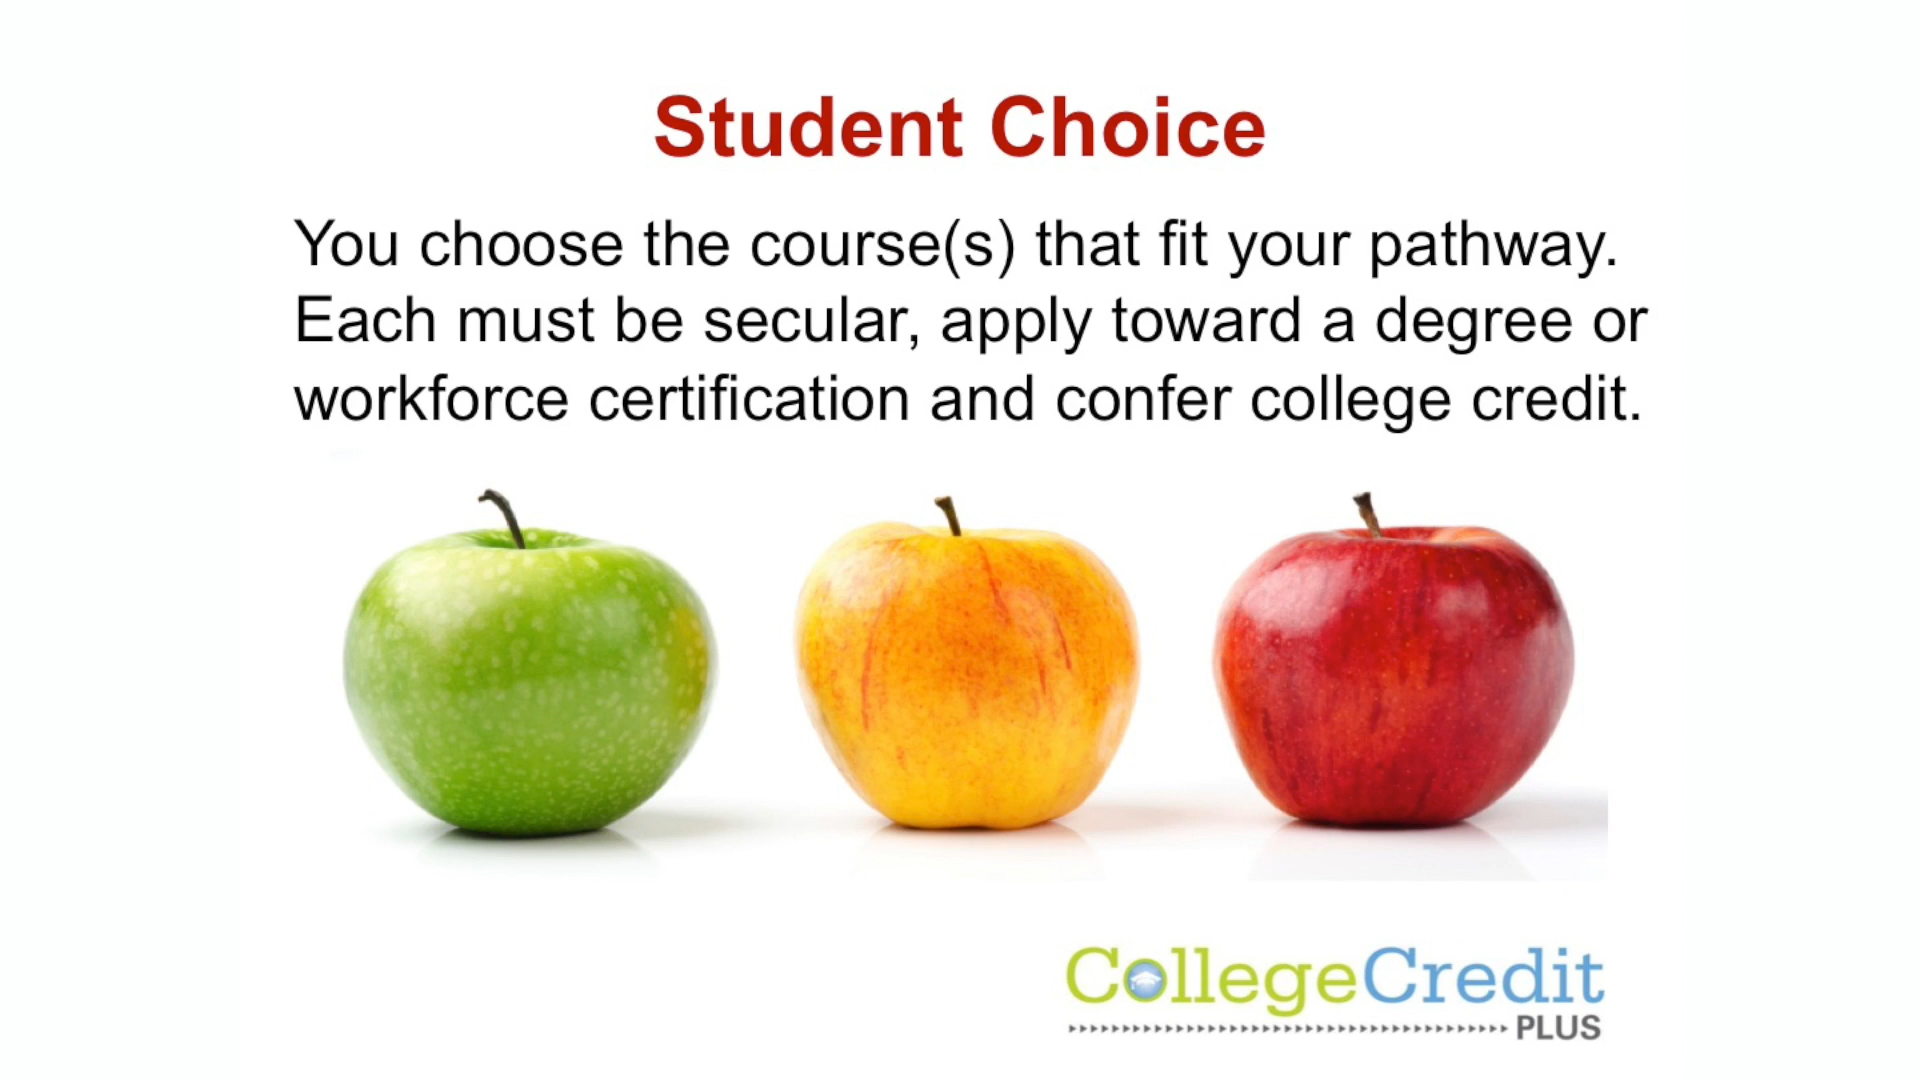 Student Choice
You choose the course(s) that fit your pathway.
Each must be secular, apply toward a degree or
workforce certification and confer college credit.
CollegeCredit
PLUS